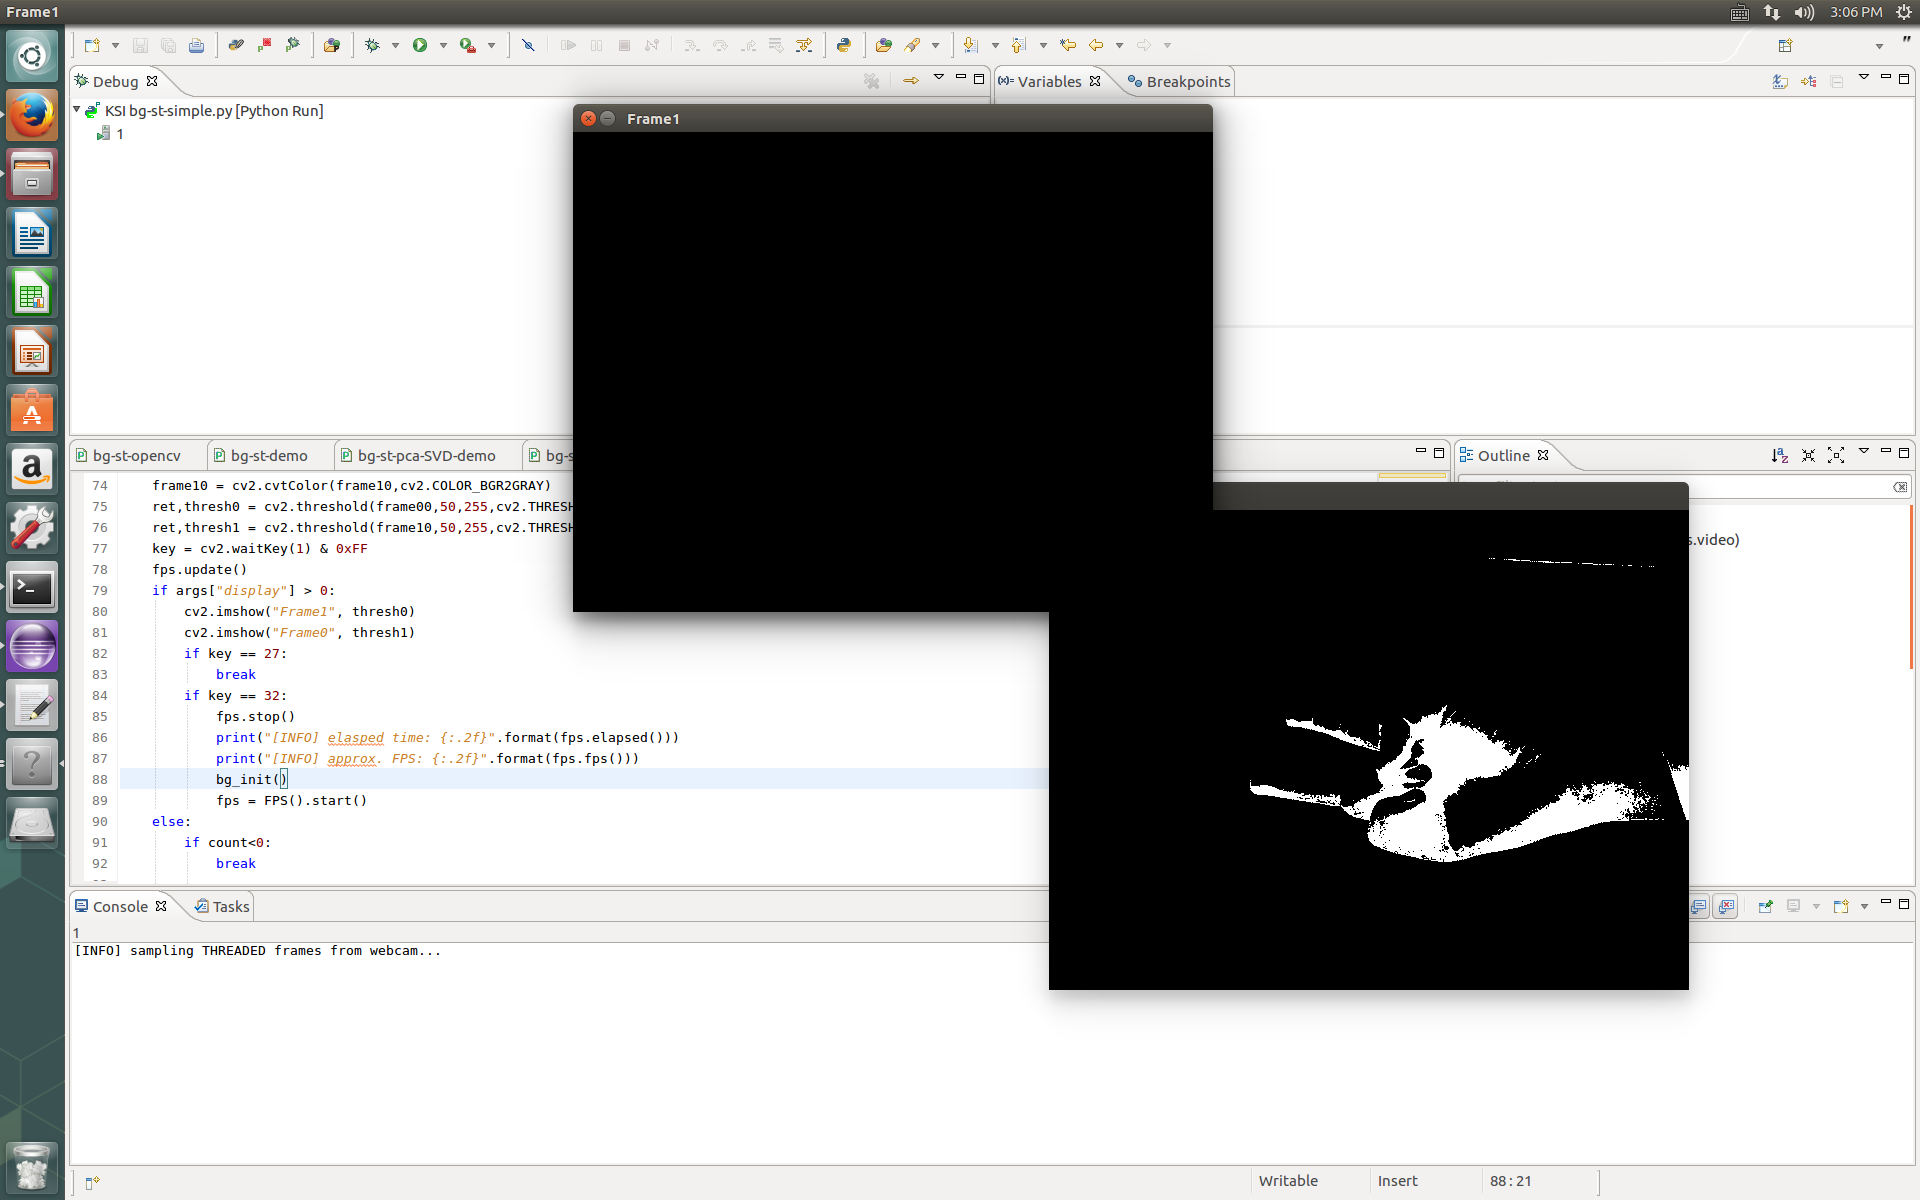 Frame1
3:06 PM
Debug
Variables
Breakpoints
KSI bg-st-simple.py [Python Run]
1
Frame1
bg-st-opencv
bg-st-demo
bg-st-pca-SVD-demo
bg-s
Outline
74 frame10 = cv2.cvtColor(frame10,cv2.COLOR_BGR2GRAY)
75 ret,thresh0 = cv2.threshold(frame00,50,255,cv2.THRESH
76 ret,thresh1 = cv2.threshold(frame10,50,255,cv2.THRESH
77 key = cv2.waitKey(1) & 0xFF
s.video)
78 fps.update()
79 if args["display"] > 0:
80 cv2.imshow("Frame1", thresh0)
81 cv2.imshow("Frame0", thresh1)
82 if key == 27:
83 break
84 if key == 32:
85 fps.stop()
86 print("[INFO] elasped time: {:.2f}".format(fps.elapsed()))
87 print("[INFO] approx. FPS: {:.2f}".format(fps.fps()))
88 bg_init()
89 fps = FPS().start()
90 else:
91 if count<0:
92 break
Console
Tasks
1
[INFO] sampling THREADED frames from webcam...
Writable
Insert
88 : 21